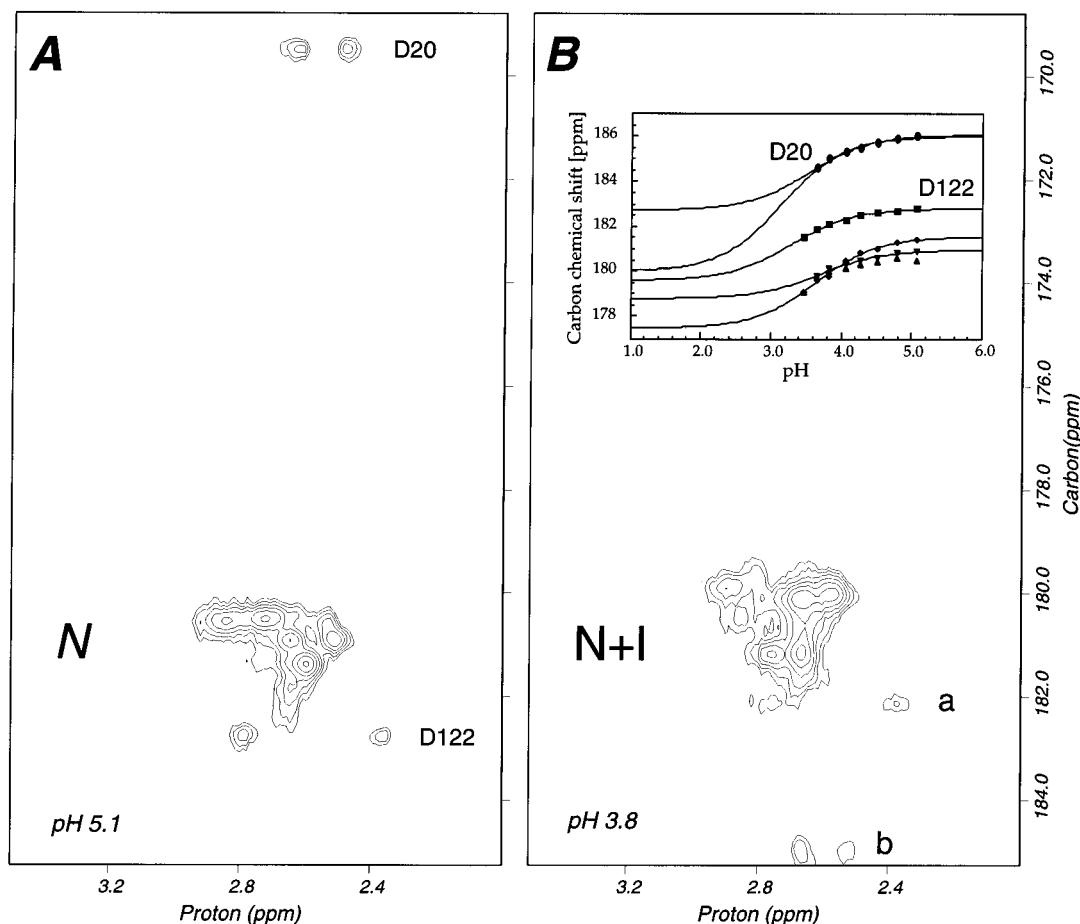 A
D20
N
D122
pH 5.1
3.2
2.8
2.4
Proton (ppm)
B
Carbon chemical shift [ppm]
186
184
182
180
178
D20
D122
1.0
2.0
3.0
4.0
5.0
6.0
pH
N+I
a
b
pH 3.8
3.2
2.8
2.4
Proton (ppm)
170.0
172.0
174.0
176.0
178.0
180.0
182.0
184.0
Carbon(ppm)